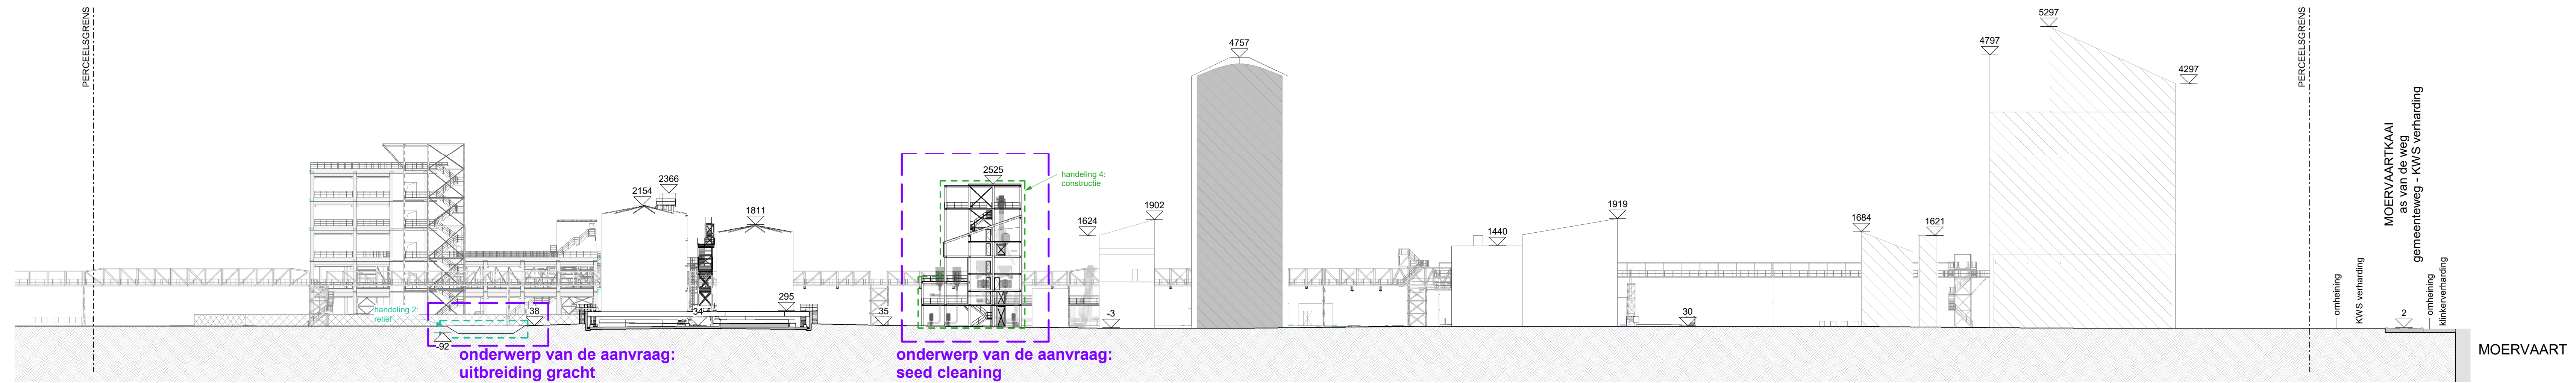 PERCEELSGRENS
handeling 2:
reliëf
-92
38
onderwerp van de aanvraag:
uitbreiding gracht
2154
2366
1811
34
295
35
2525
handeling 4:
constructie
onderwerp van de aanvraag:
seed cleaning
1624
1902
-3
4757
1440
1919
30
1684
1621
4797
5297
4297
PERCEELSGRENS
omheining
KWS verharding
MOERVAARTKAAI
as van de weg
gemeenteweg - KWS verharding
2
omheining
klinkerverharding
MOERVAART